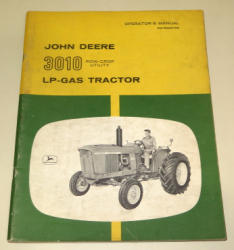 OPERATOR'S MANUAL
JOHN DEERE
3010 ROW-CROP
UTILITY
LP-GAS TRACTOR